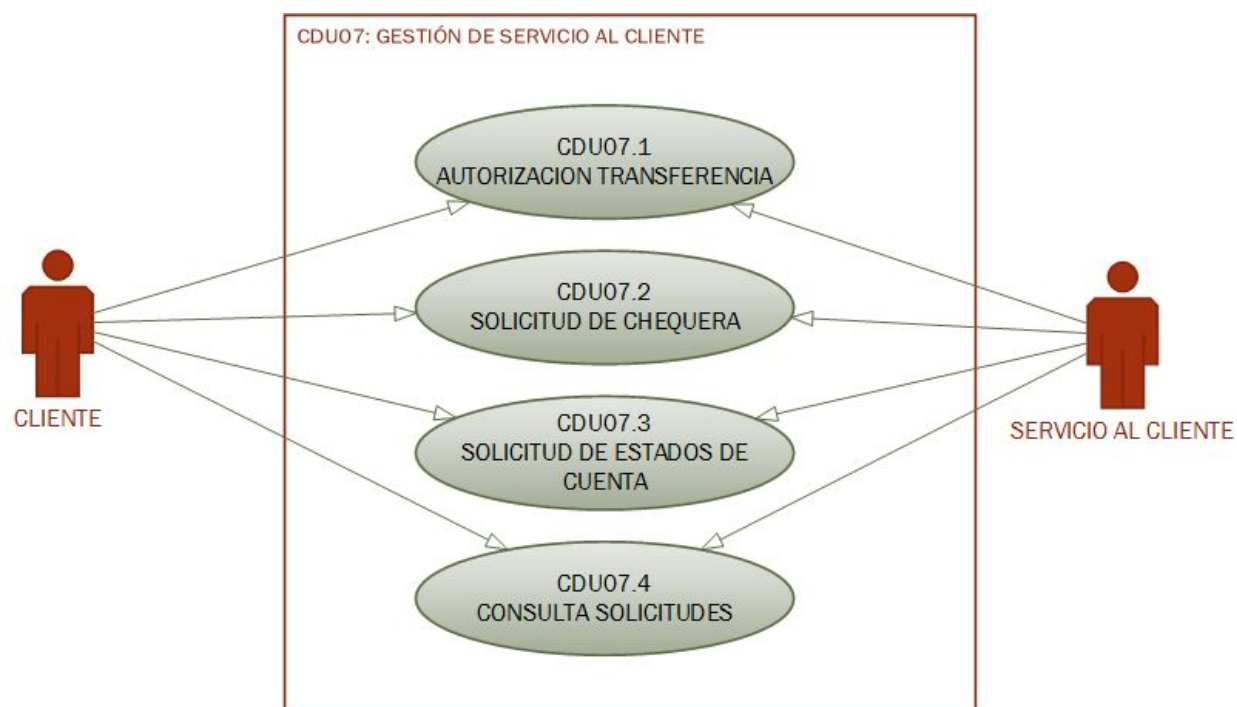 CDU07: GESTIÓN DE SERVICIO AL CLIENTE
CDU07.1
AUTORIZACION TRANSFERENCIA
CDU07.2
SOLICITUD DE CHEQUERA
CLIENTE
CDU07.3
SOLICITUD DE ESTADOS DE
CUENTA
SERVICIO AL CLIENTE
CDU07.4
CONSULTA SOLICITUDES